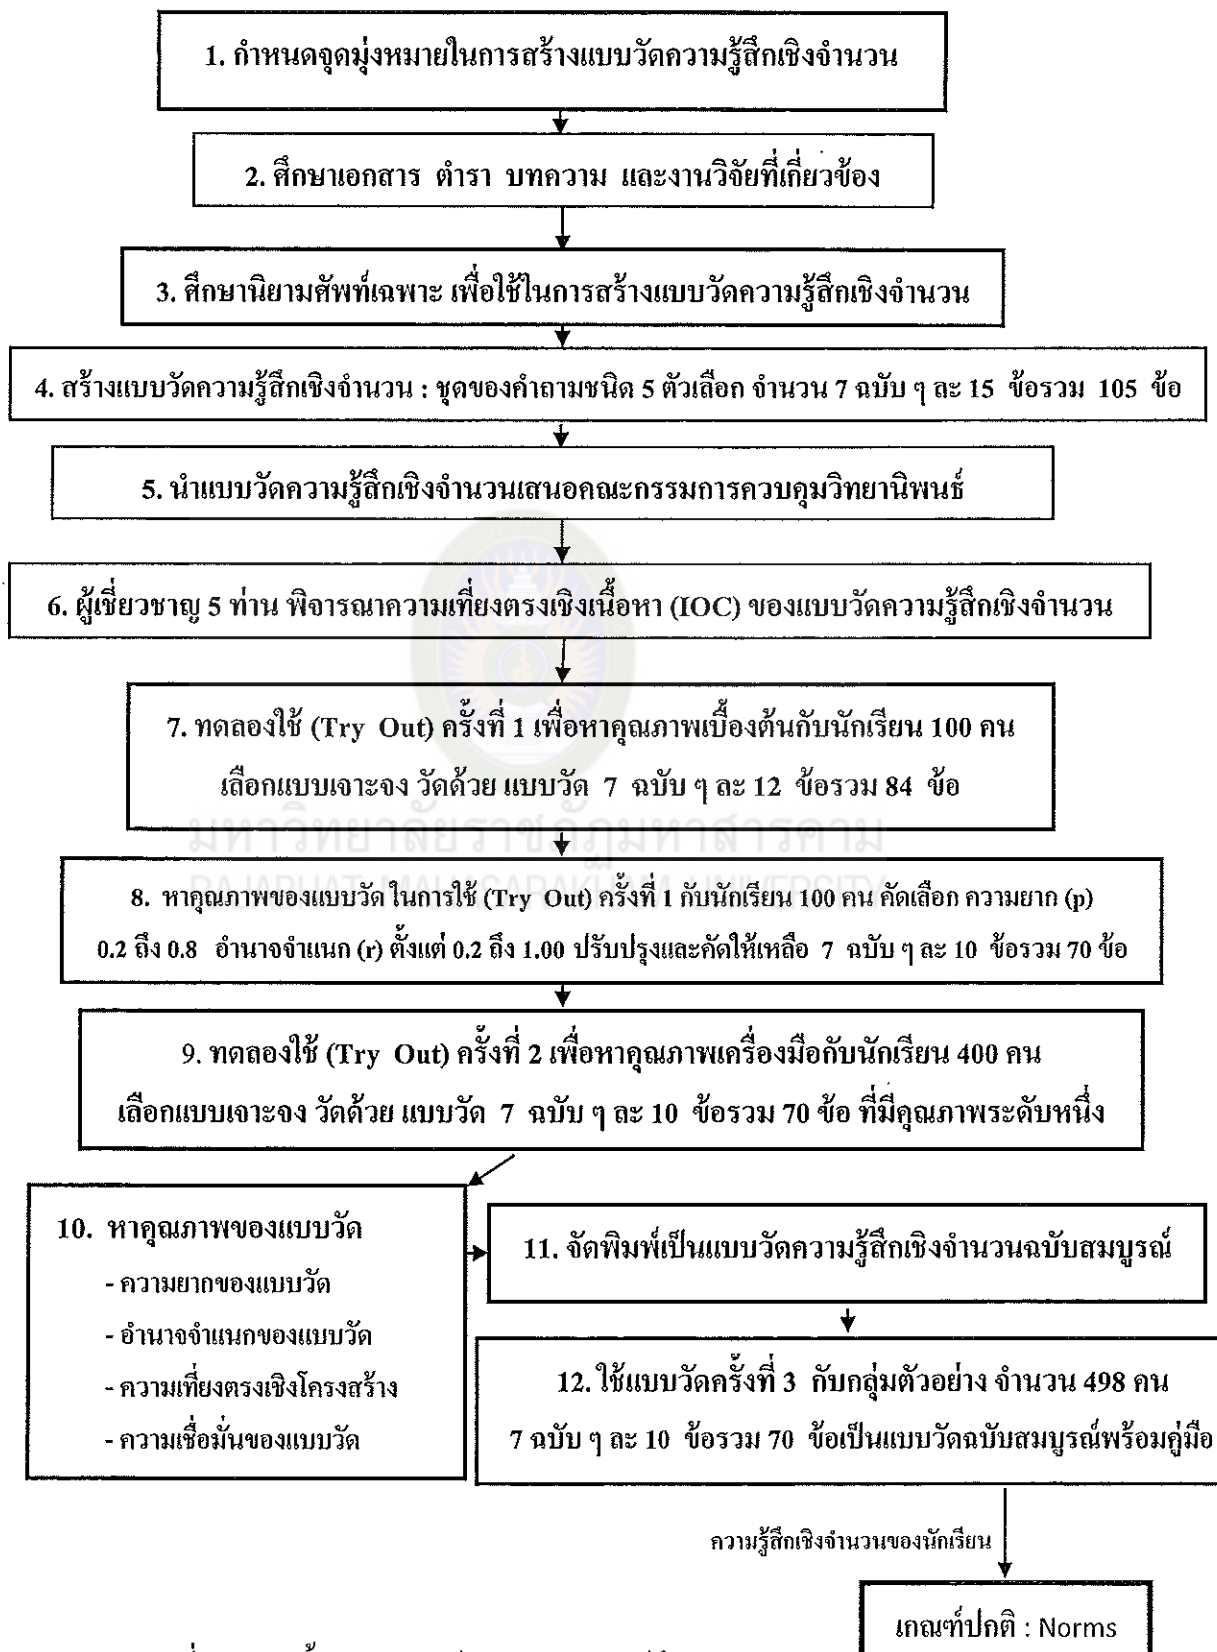 1. กำหนดจุดมุ่งหมายในการสร้างแบบวัดความรู้สึกเชิงจำนวน
2. ศึกษาเอกสาร ตำรา บทความ และงานวิจัยที่เกี่ยวข้อง
3. ศึกษานิยามศัพท์เฉพาะ เพื่อใช้ในการสร้างแบบวัดความรู้สึกเชิงจำนวน
4. สร้างแบบวัดความรู้สึกเชิงจำนวน : ชุดของคำถามชนิด 5 ตัวเลือก จำนวน 7 ฉบับ ๆ ละ 15 ข้อรวม 105 ข้อ
5. นำแบบวัดความรู้สึกเชิงจำนวนเสนอคณะกรรมการควบคุมวิทยานิพนธ์
6. ผู้เชี่ยวชาญ 5 ท่าน พิจารณาความเที่ยงตรงเชิงเนื้อหา (IOC) ของแบบวัดความรู้สึกเชิงจำนวน
7. ทดลองใช้ (Try Out) ครั้งที่ 1 เพื่อหาคุณภาพเบื้องต้นกับนักเรียน 100 คน
เลือกแบบเจาะจง วัดด้วย แบบวัด 7 ฉบับ ๆ ละ 12 ข้อรวม 84 ข้อ
มหาวิทยาลัยราชภัฏมหาสารคาม
RAJABHAT MAHASARAKHAM UNIVERSITY
8. หาคุณภาพของแบบวัด ในการใช้ (Try Out) ครั้งที่ 1 กับนักเรียน 100 คน คัดเลือก ความยาก (p)
0.2 ถึง 0.8 อำนาจจำแนก (r) ตั้งแต่ 0.2 ถึง 1.00 ปรับปรุงและคัดให้เหลือ 7 ฉบับ ๆ ละ 10 ข้อรวม 70 ข้อ
9. ทดลองใช้ (Try Out) ครั้งที่ 2 เพื่อหาคุณภาพเครื่องมือกับนักเรียน 400 คน
เลือกแบบเจาะจง วัดด้วย แบบวัด 7 ฉบับ ๆ ละ 10 ข้อรวม 70 ข้อ ที่มีคุณภาพระดับหนึ่ง
10. หาคุณภาพของแบบวัด
- ความยากของแบบวัด
- อำนาจจำแนกของแบบวัด
- ความเที่ยงตรงเชิงโครงสร้าง
- ความเชื่อมั่นของแบบวัด
11. จัดพิมพ์เป็นแบบวัดความรู้สึกเชิงจำนวนฉบับสมบูรณ์
12. ใช้แบบวัดครั้งที่ 3 กับกลุ่มตัวอย่าง จำนวน 498 คน
7 ฉบับ ๆ ละ 10 ข้อรวม 70 ข้อเป็นแบบวัดฉบับสมบูรณ์พร้อมคู่มือ
ความรู้สึกเชิงจำนวนของนักเรียน
เกณฑ์ปกติ : Norms